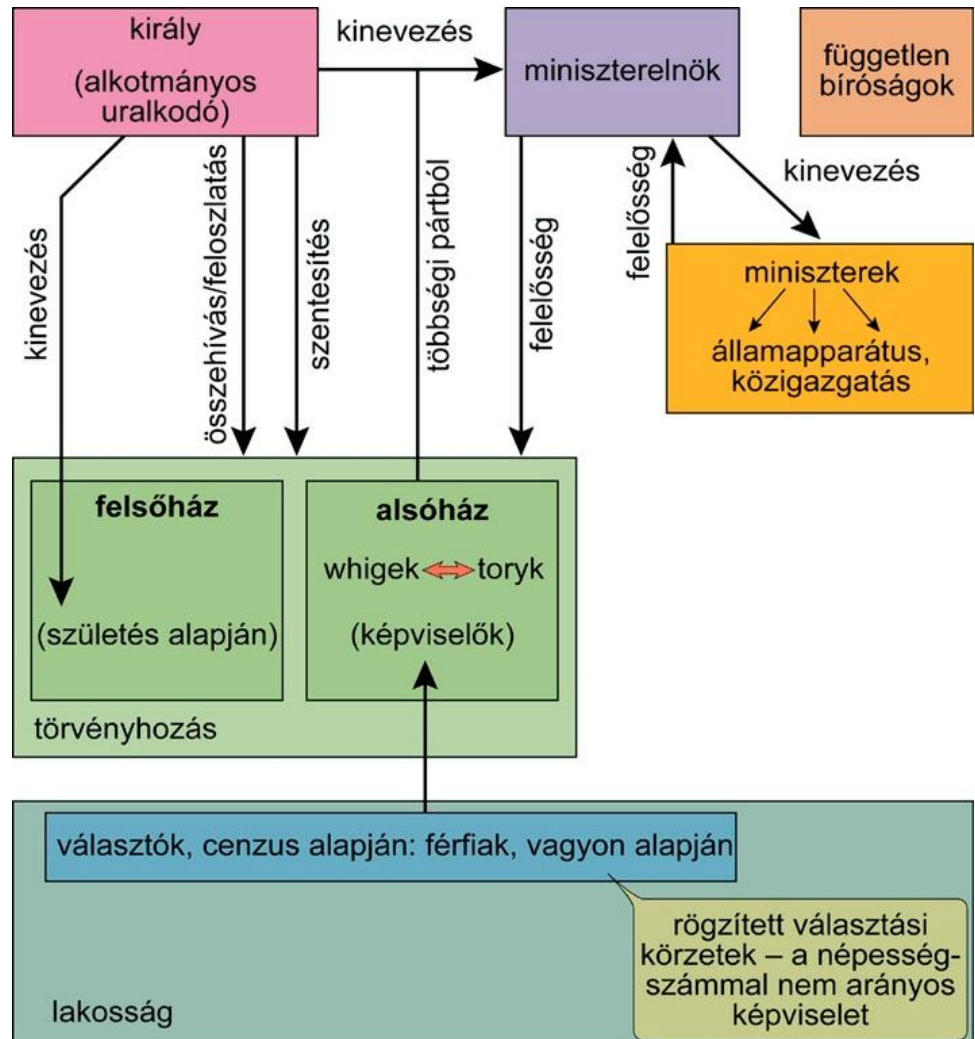 király
(alkotmányos
uralkodó)
kinevezés
miniszterelnök
független
bíróságok
kinevezés
összehívás/feloszlatás
szentesítés
többségi pártból
felelősség
felelősség
kinevezés
miniszterek
államapparátus,
közigazgatás
felsőház
(születés alapján)
alsóház
whigek toryk
(képviselők)
törvényhozás
választók, cenzus alapján: férfiak, vagyon alapján
rögzített választási
körzetek – a népesség-
számmal nem arányos
képviselet
lakosság